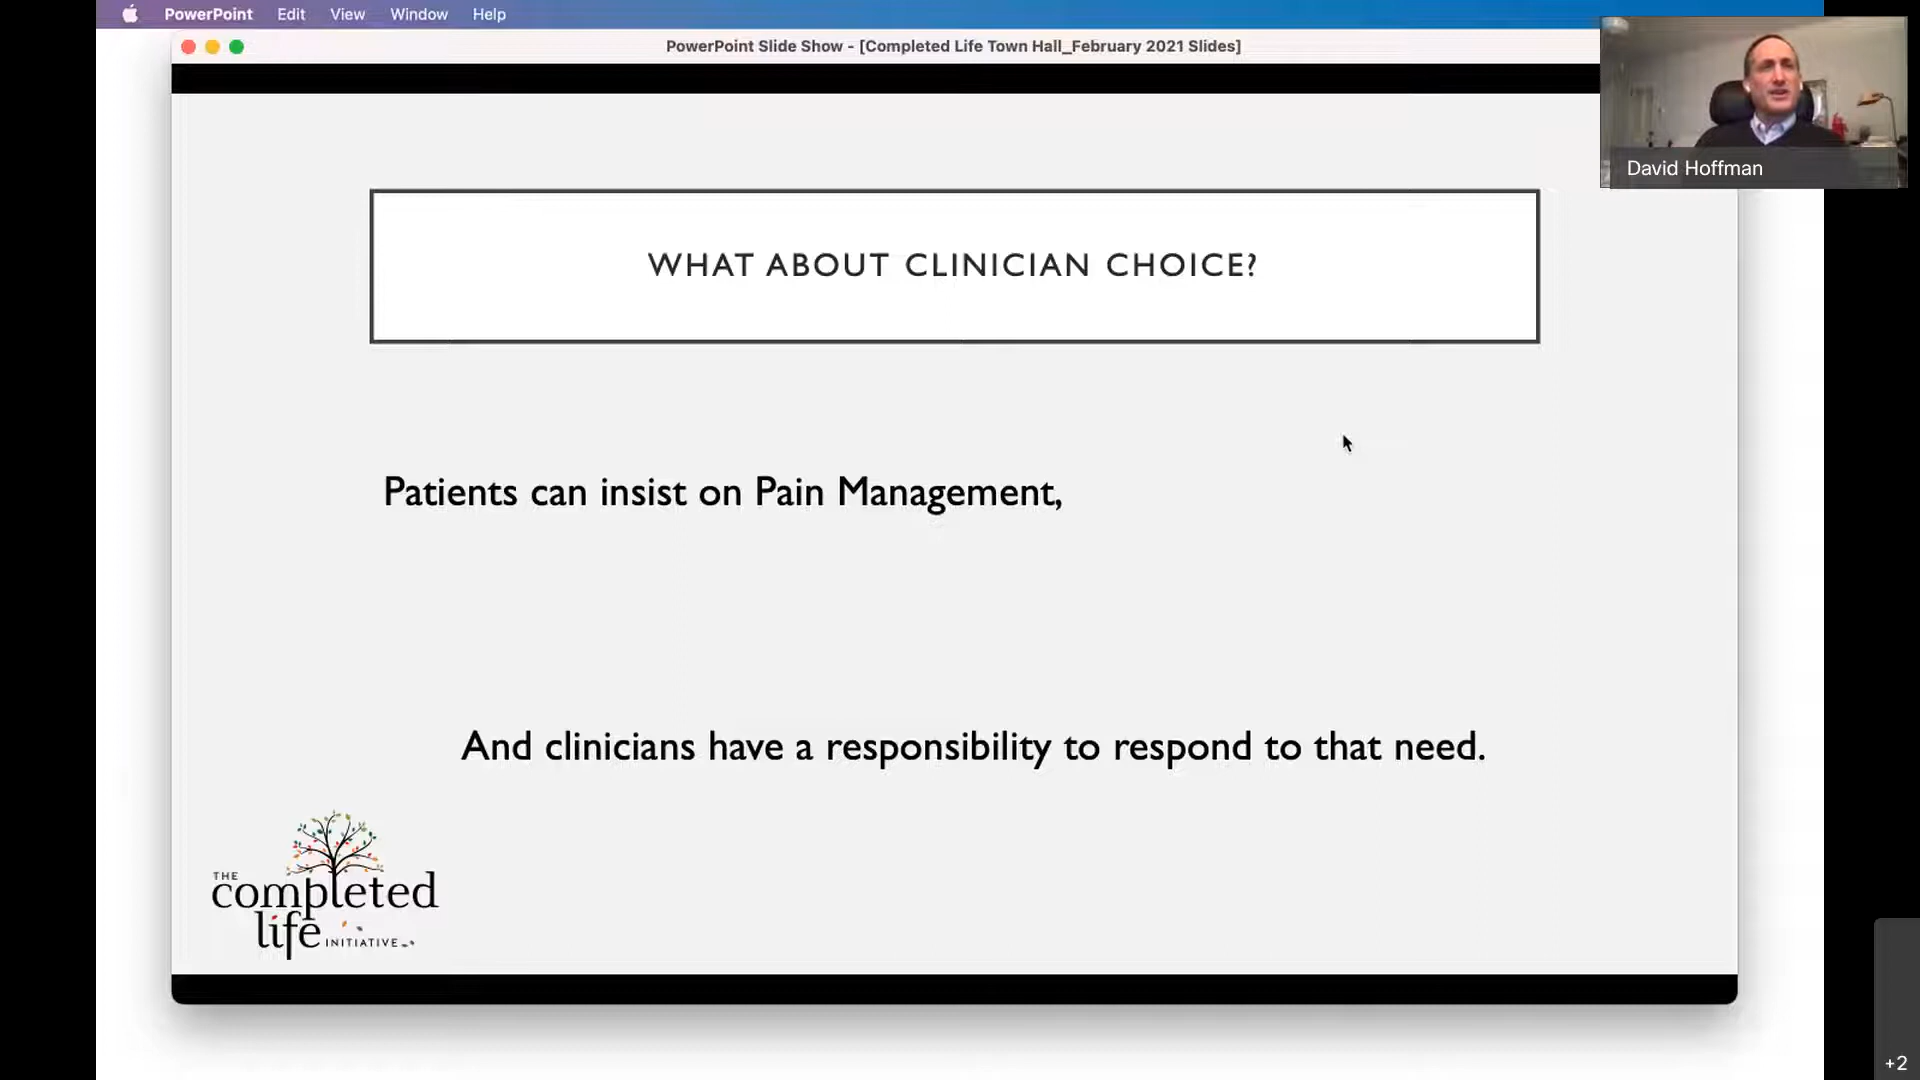 PowerPoint Edit View Window Help
PowerPoint Slide Show - [Completed Life Town Hall_February 2021 Slides]
David Hoffman
WHAT ABOUT CLINICIAN CHOICE?
Patients can insist on Pain Management,
And clinicians have a responsibility to respond to that need.
THE
completed
life INITIATIVE
+2